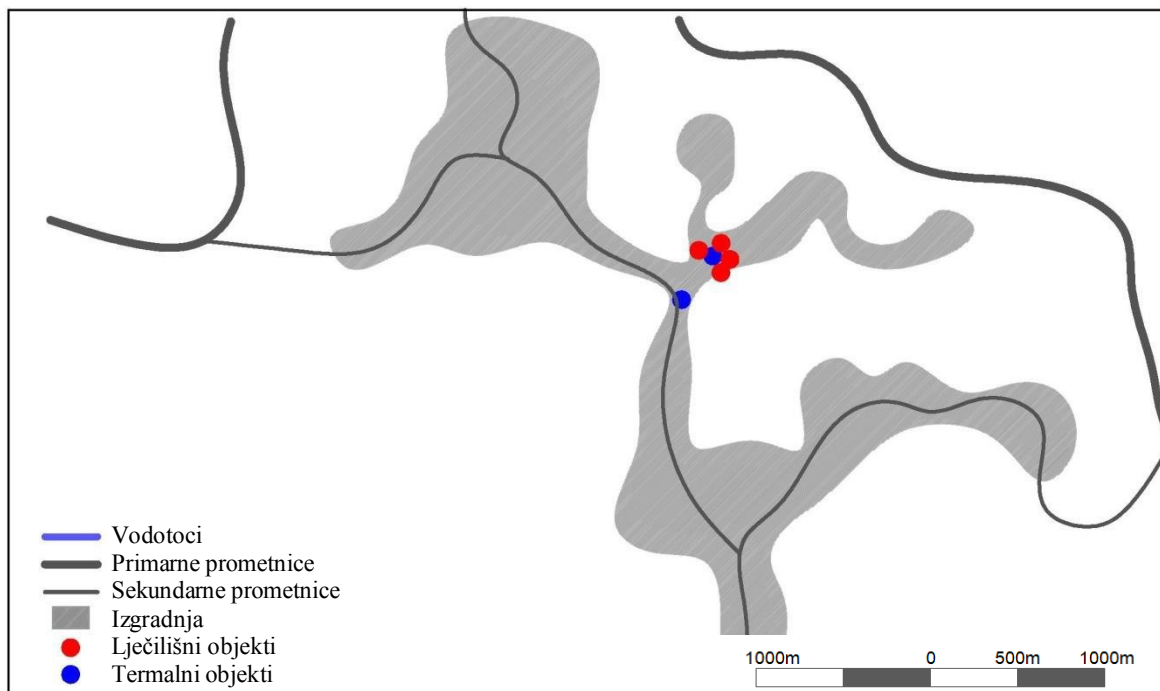 Vodotoci
Primarne prometnice
Sekundarne prometnice
Izgradnja
Lječilišni objekti
Termalni objekti
1000m 0 500m 1000m